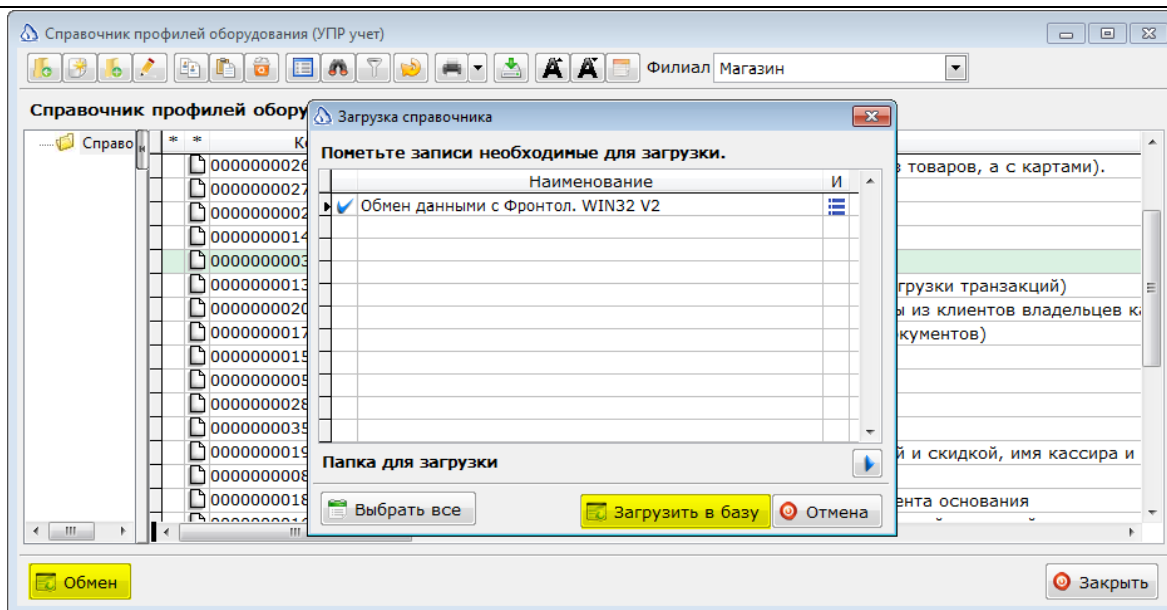 Справочник профилей оборудования (УПР учет)
Филиал Магазин
Справочник профилей обору
Загрузка справочника
Пометьте записи необходимые для загрузки.
Справо
* *
Наименование И
Обмен данными с Фронтол. WIN32 V2
0000000026
з товаров, а с картами).
0000000027
0000000002
0000000014
0000000003
0000000013
грузки транзакций)
0000000020
ы из клиентов владельцев
0000000017
кументов)
0000000015
0000000005
0000000028
0000000035
0000000019
й и скидкой, имя кассира и
0000000008
0000000018
ента основания
Папка для загрузки
Выбрать все
Загрузить в базу
Отмена
Обмен
Закрыть